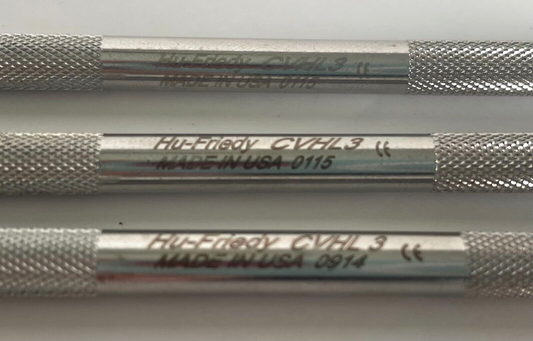 Hu-Friedy CVHL3 CE
MADE IN USA 0115
Hu-Friedy CVHL3 CE
MADE IN USA 0115
Hu-Friedy CVHL 3 CE
MADE IN USA 0914